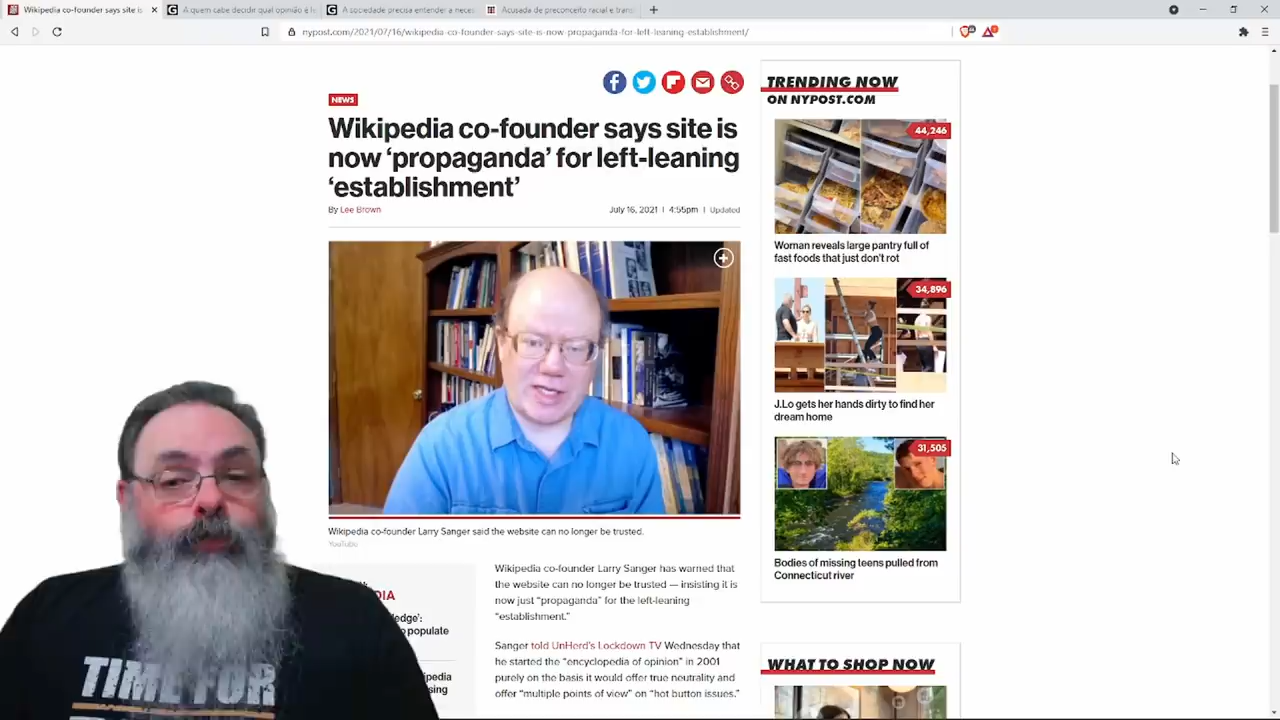 Wikipedia co-founder says site is
A quem cabe decidir qual opinião é
A sociedade precisa entender a nece
Acusada de preconceito racial e trans
nypost.com/2021/07/16/wikipedia-co-founder-says-site-is-now-propaganda-for-left-leaning-establishment/
NEWS
Wikipedia co-founder says site is
now ‘propaganda’ for left-leaning
‘establishment’
By Lee Brown
July 16, 2021 | 4:55pm | Updated
Wikipedia co-founder Larry Sanger said the website can no longer be trusted.
YouTube
Wikipedia co-founder Larry Sanger has warned that
the website can no longer be trusted — insisting it is
now just “propaganda” for the left-leaning
“establishment.”
Sanger told UnHerd’s Lockdown TV Wednesday that
he started the “encyclopedia of opinion” in 2001
purely on the basis it would offer true neutrality and
offer “multiple points of view” on “hot button issues.”
DIA
edge’:
o populate
ipedia
sing
TIME FOR
TRENDING NOW
ON NYPOST.COM
44,246
Woman reveals large pantry full of
fast foods that just don’t rot
34,896
J.Lo gets her hands dirty to find her
dream home
31,505
Bodies of missing teens pulled from
Connecticut river
WHAT TO SHOP NOW